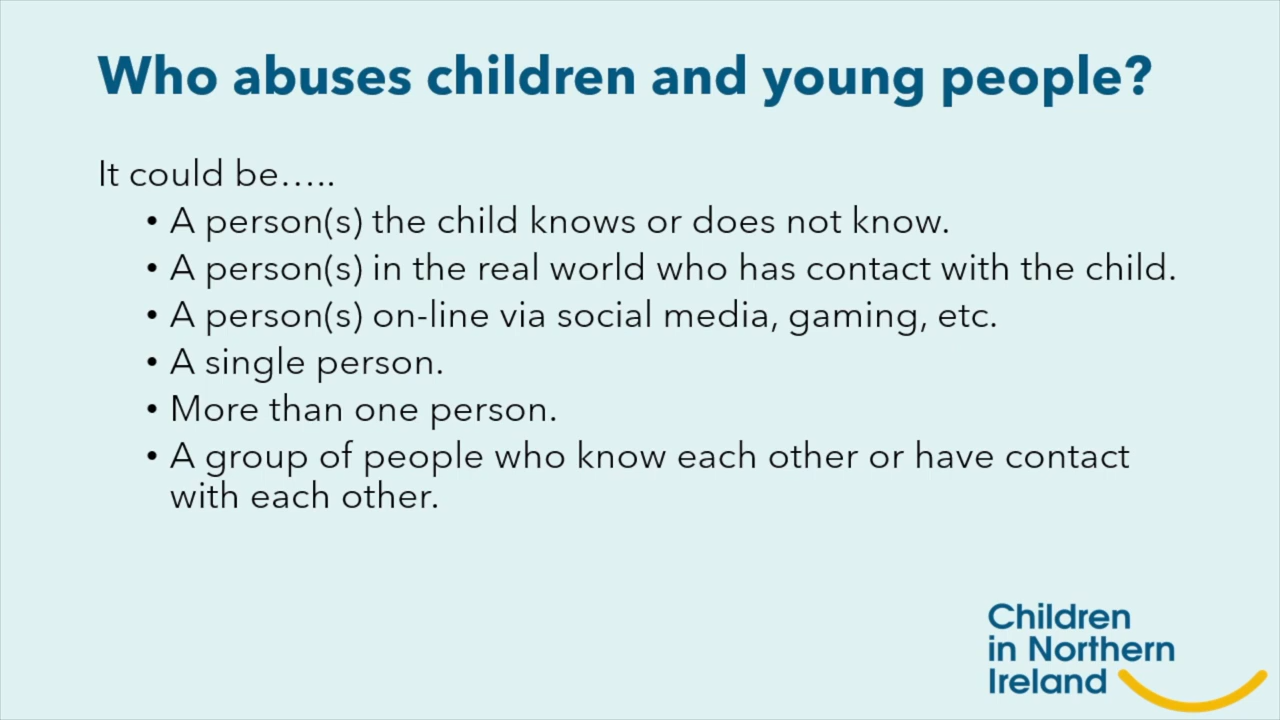 Who abuses children and young people?
It could be…..
• A person(s) the child knows or does not know.
• A person(s) in the real world who has contact with the child.
• A person(s) on-line via social media, gaming, etc.
• A single person.
• More than one person.
• A group of people who know each other or have contact
with each other.
Children
in Northern
Ireland